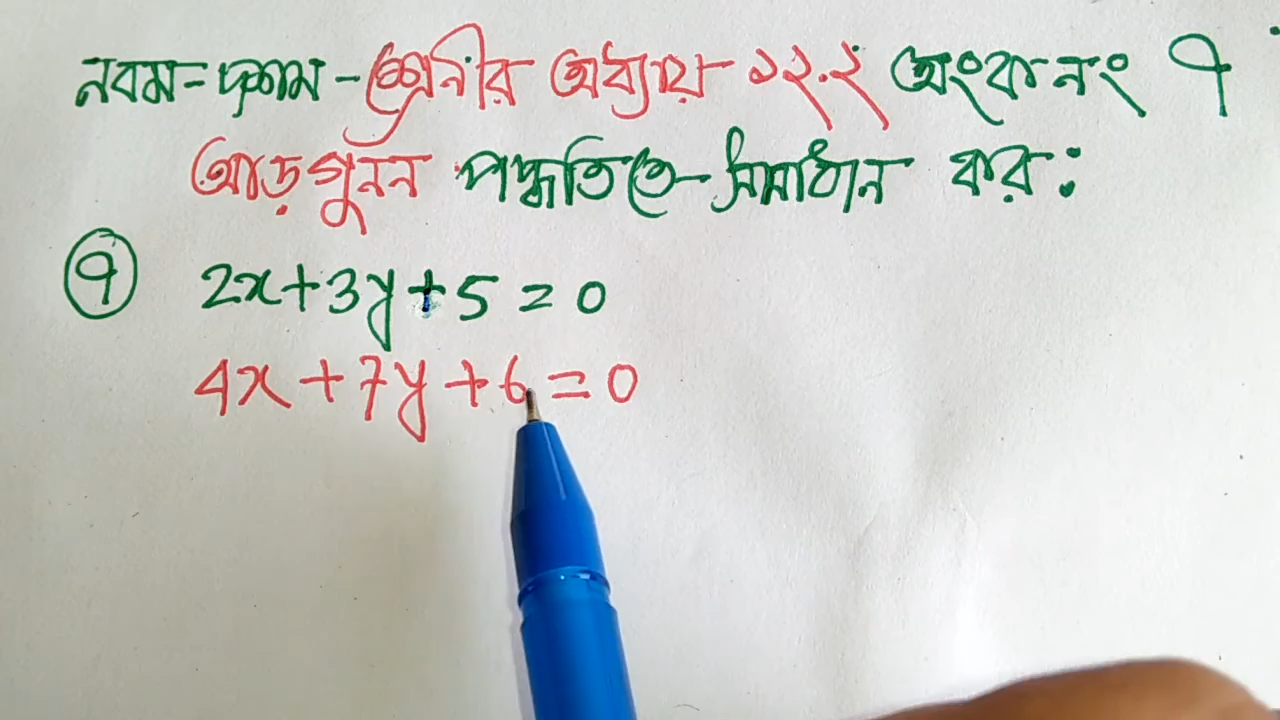 নবম-দশম-শ্রেনীর অধ্যায় ১২.২ অংক নং ৭
আড়গুনন পদ্ধতিতে সমাধান কর:
৭ 2x+3y+5=0
4x+7y+6=0